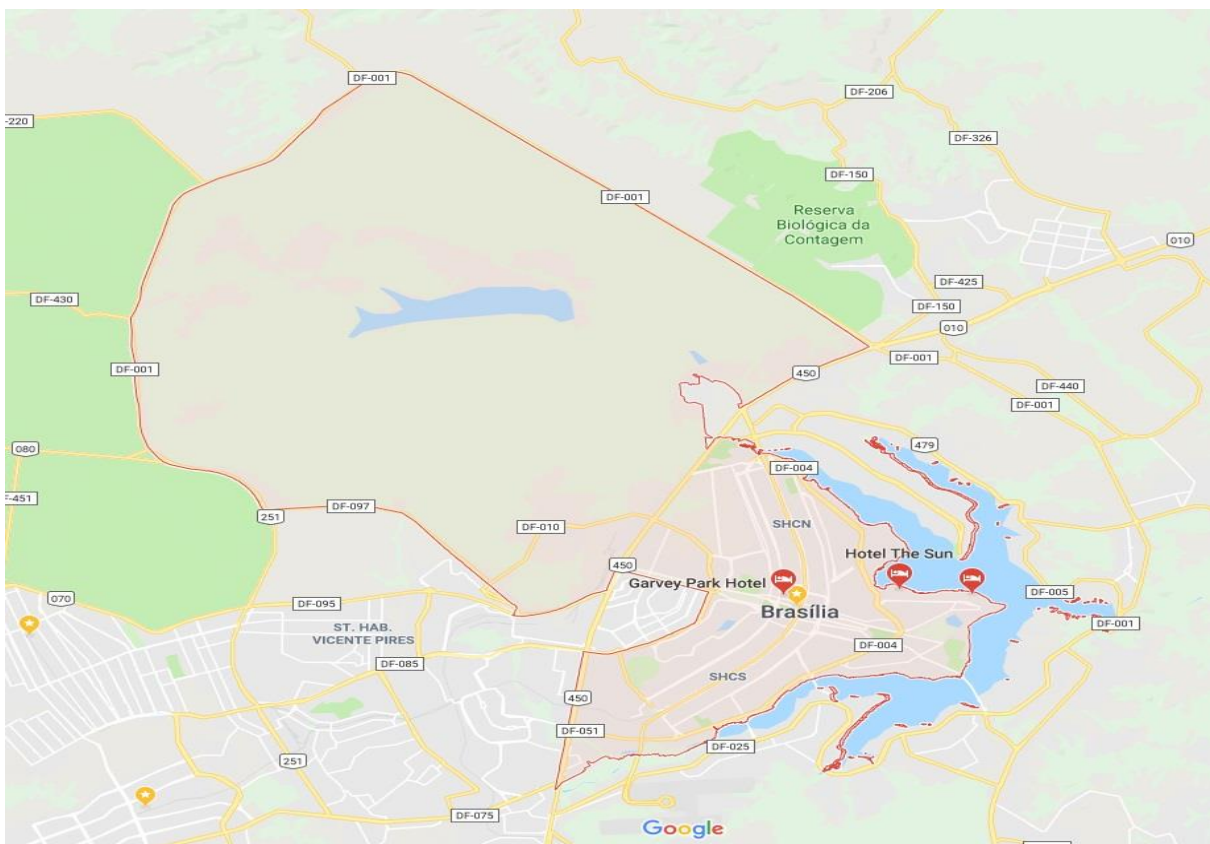 DF-001
DF-206
-220
DF-326
DF-150
DF-001
Reserva
Biológica da
Contagem
010
DF-425
DF-430
DF-150
010
DF-001
DF-001
450
DF-440
DF-001
080
479
DF-004
F-451
DF-097
251
DF-010
SHCN
Hotel The Sun
450
Garvey Park Hotel
DF-005
070
DF-095
Brasília
ST. HAB.
VICENTE PIRES
DF-001
DF-004
DF-085
SHCS
450
DF-051
DF-025
251
DF-075
Google